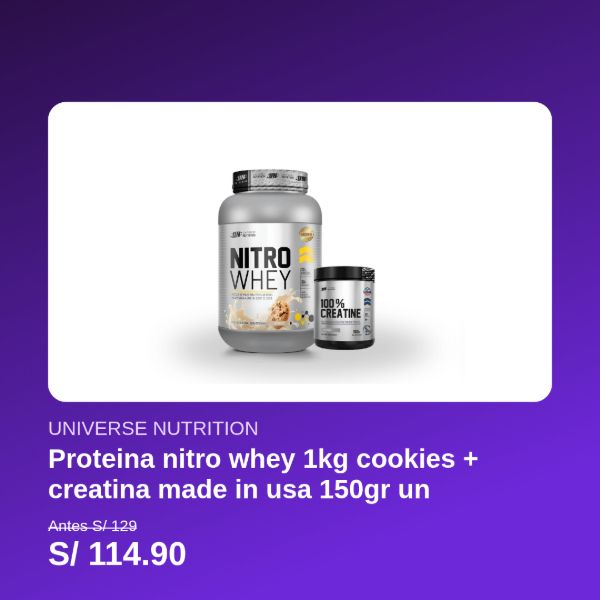 NITRO
WHEY
100%
CREATINE
UNIVERSE NUTRITION
Proteina nitro whey 1kg cookies +
creatina made in usa 150gr un
Antes S/ 129
S/ 114.90